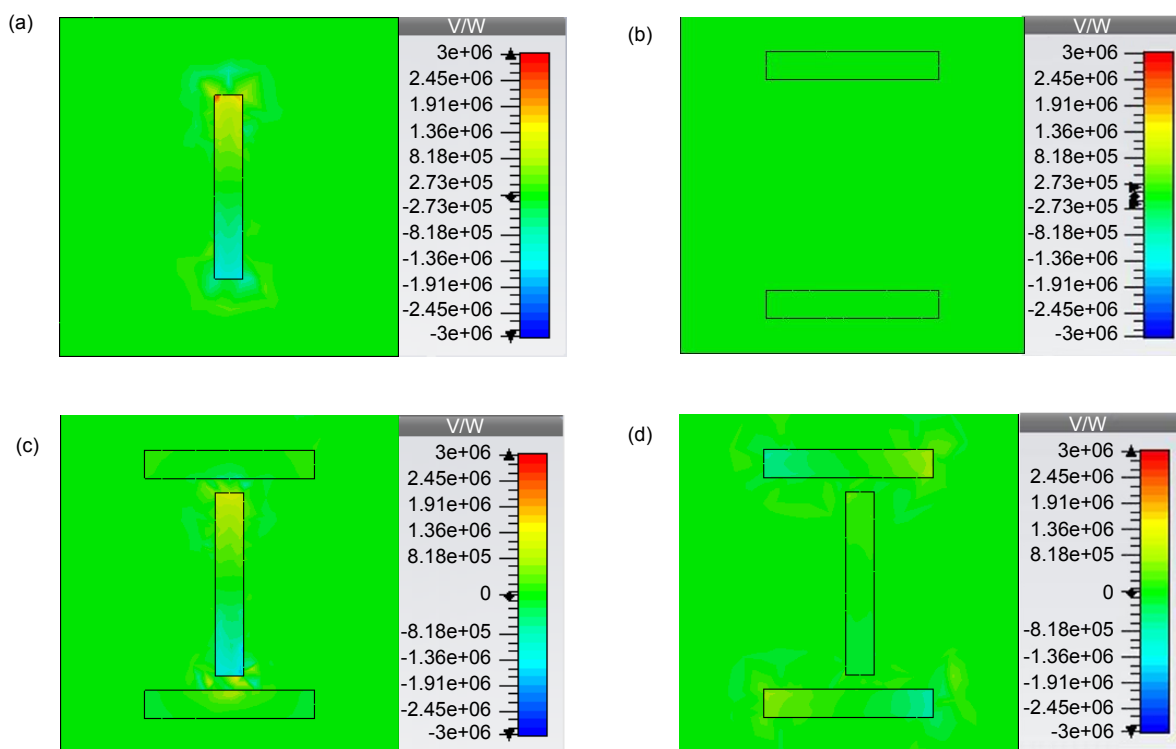 (a)
V/W
3e+06
2.45e+06
1.91e+06
1.36e+06
8.18e+05
2.73e+05
-2.73e+05
-8.18e+05
-1.36e+06
-1.91e+06
-2.45e+06
-3e+06
(b)
V/W
3e+06
2.45e+06
1.91e+06
1.36e+06
8.18e+05
2.73e+05
-2.73e+05
-8.18e+05
-1.36e+06
-1.91e+06
-2.45e+06
-3e+06
(c)
V/W
3e+06
2.45e+06
1.91e+06
1.36e+06
8.18e+05
0
-8.18e+05
-1.36e+06
-1.91e+06
-2.45e+06
-3e+06
(d)
V/W
3e+06
2.45e+06
1.91e+06
1.36e+06
8.18e+05
0
-8.18e+05
-1.36e+06
-1.91e+06
-2.45e+06
-3e+06